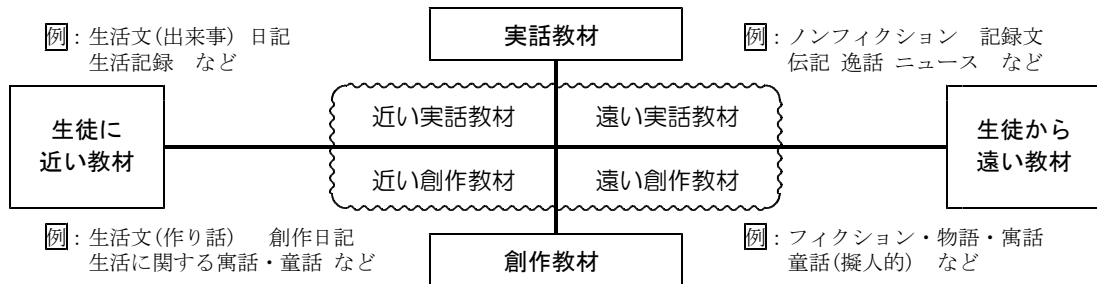 例：生活文(出来事) 日記
生活記録　など
実話教材
例：ノンフィクション　記録文
伝記 逸話 ニュース　など
生徒に
近い教材
近い実話教材
遠い実話教材
生徒から
遠い教材
近い創作教材
遠い創作教材
例：生活文(作り話)　創作日記
生活に関する寓話・童話 など
創作教材
例：フィクション・物語・寓話
童話(擬人的)　など